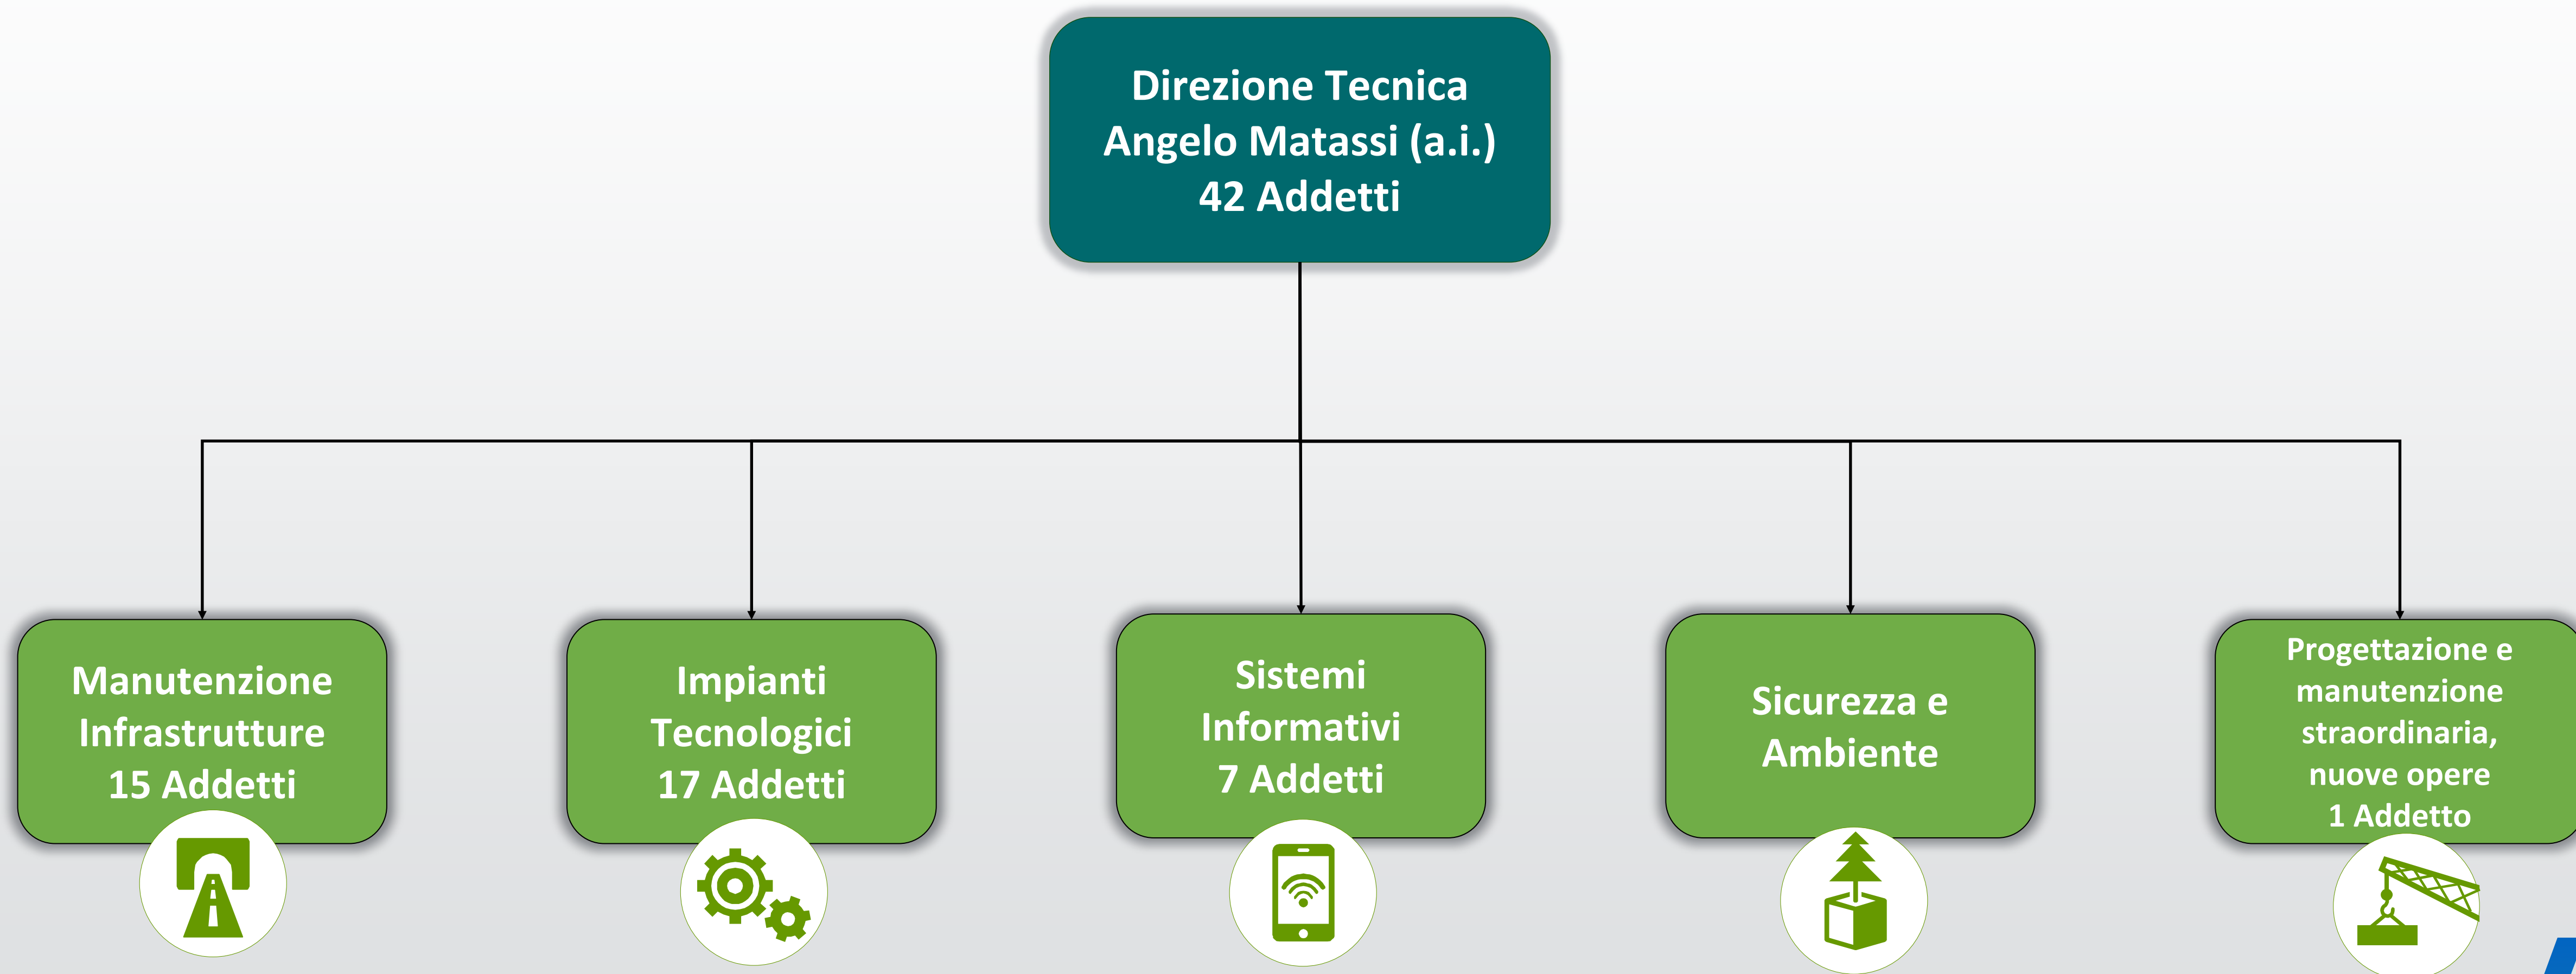 Direzione Tecnica
Angelo Matassi (a.i.)
42 Addetti
Manutenzione
Infrastrutture
15 Addetti
Impianti
Tecnologici
17 Addetti
Sistemi
Informativi
7 Addetti
Sicurezza e
Ambiente
Progettazione e
manutenzione
straordinaria,
nuove opere
1 Addetto